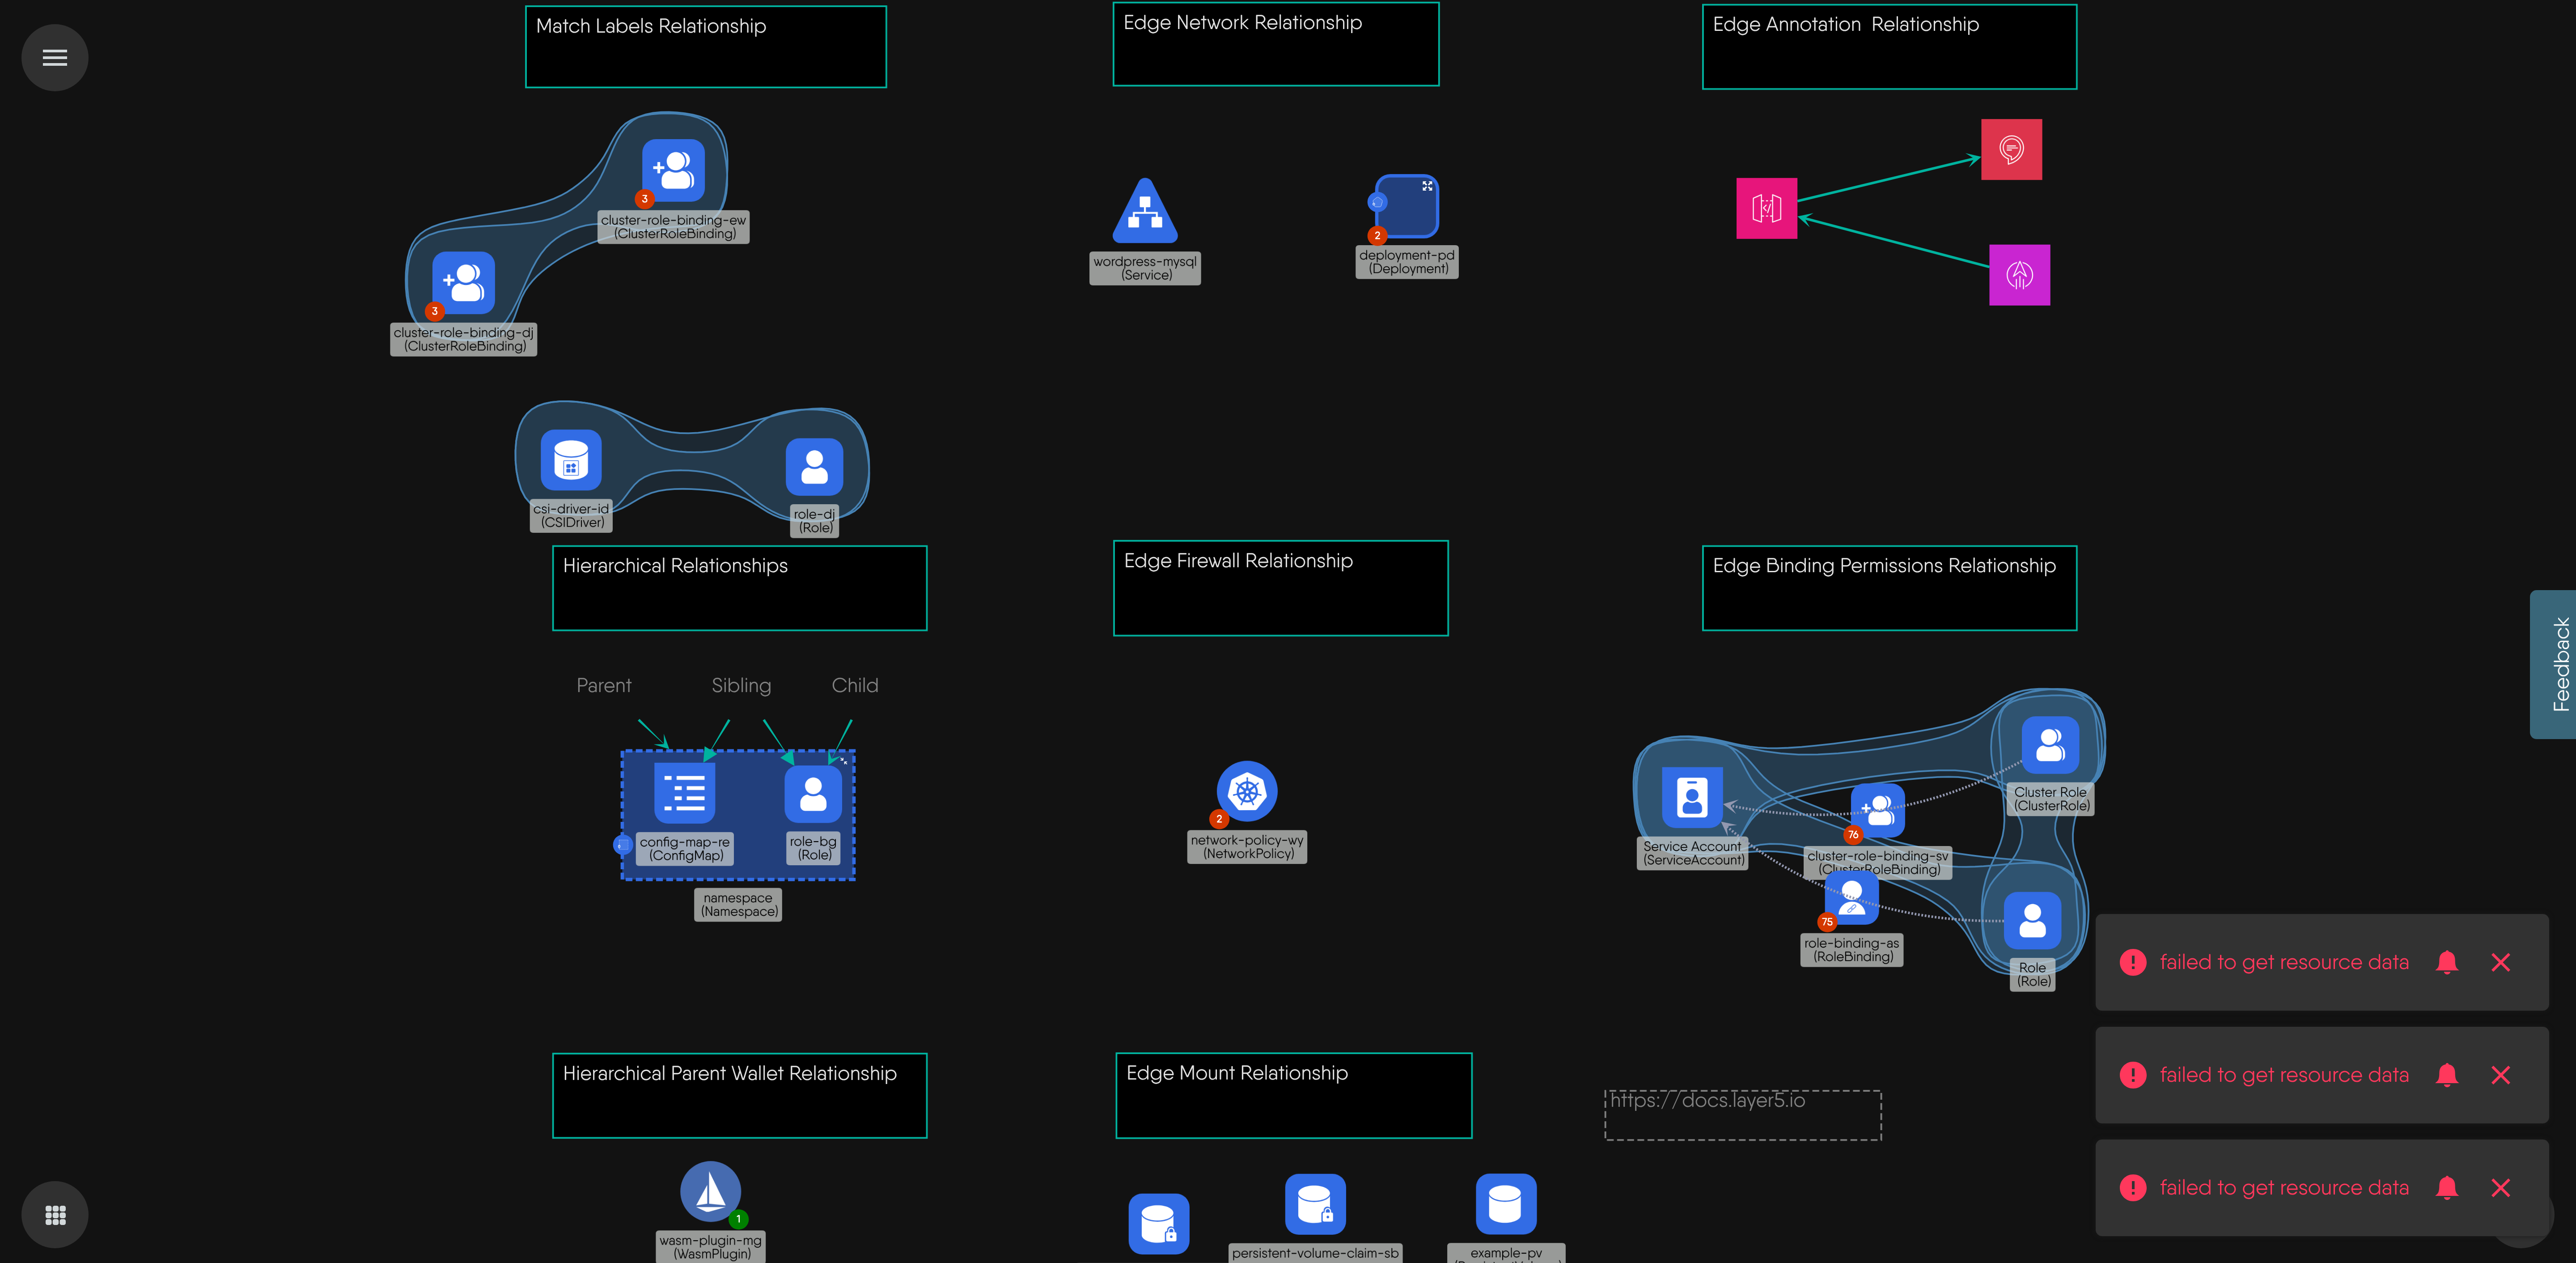 Match Labels Relationship
Edge Network Relationship
Edge Annotation  Relationship
3
cluster-role-binding-ew
(ClusterRoleBinding)
3
cluster-role-binding-dj
(ClusterRoleBinding)
wordpress-mysql
(Service)
2
deployment-pd
(Deployment)
csi-driver-id
(CSIDriver)
role-dj
(Role)
Hierarchical Relationships
Edge Firewall Relationship
Edge Binding Permissions Relationship
Feedback
Parent
Sibling
Child
config-map-re
(ConfigMap)
role-bg
(Role)
namespace
(Namespace)
2
network-policy-wy
(NetworkPolicy)
Cluster Role
(ClusterRole)
Service Account
(ServiceAccount)
76
cluster-role-binding-sv
(ClusterRoleBinding)
75
role-binding-as
(RoleBinding)
Role
(Role)
failed to get resource data
failed to get resource data
failed to get resource data
Hierarchical Parent Wallet Relationship
Edge Mount Relationship
https://docs.layer5.io
1
wasm-plugin-mg
(WasmPlugin)
persistent-volume-claim-sb
example-pv